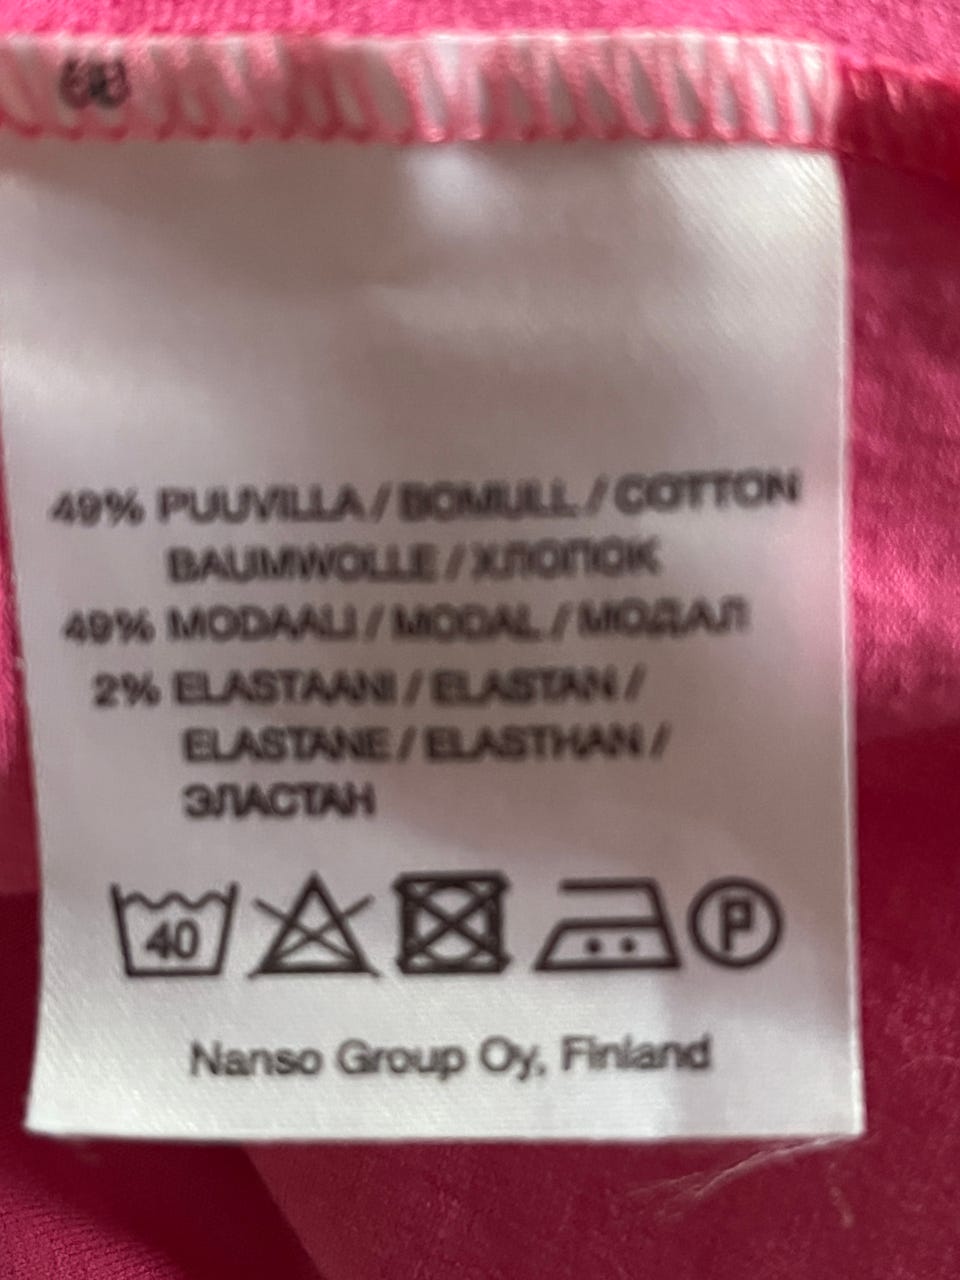 49% PUUVILLA / BOMULL / COTTON
BAUMWOLLE / ХЛОПОК
49% MODAALI / MODAL / МОДАЛ
2% ELASTAANI / ELASTAN /
ELASTANE / ELASTHAN /
ЭЛАСТАН
40
P
Nanso Group Oy, Finland